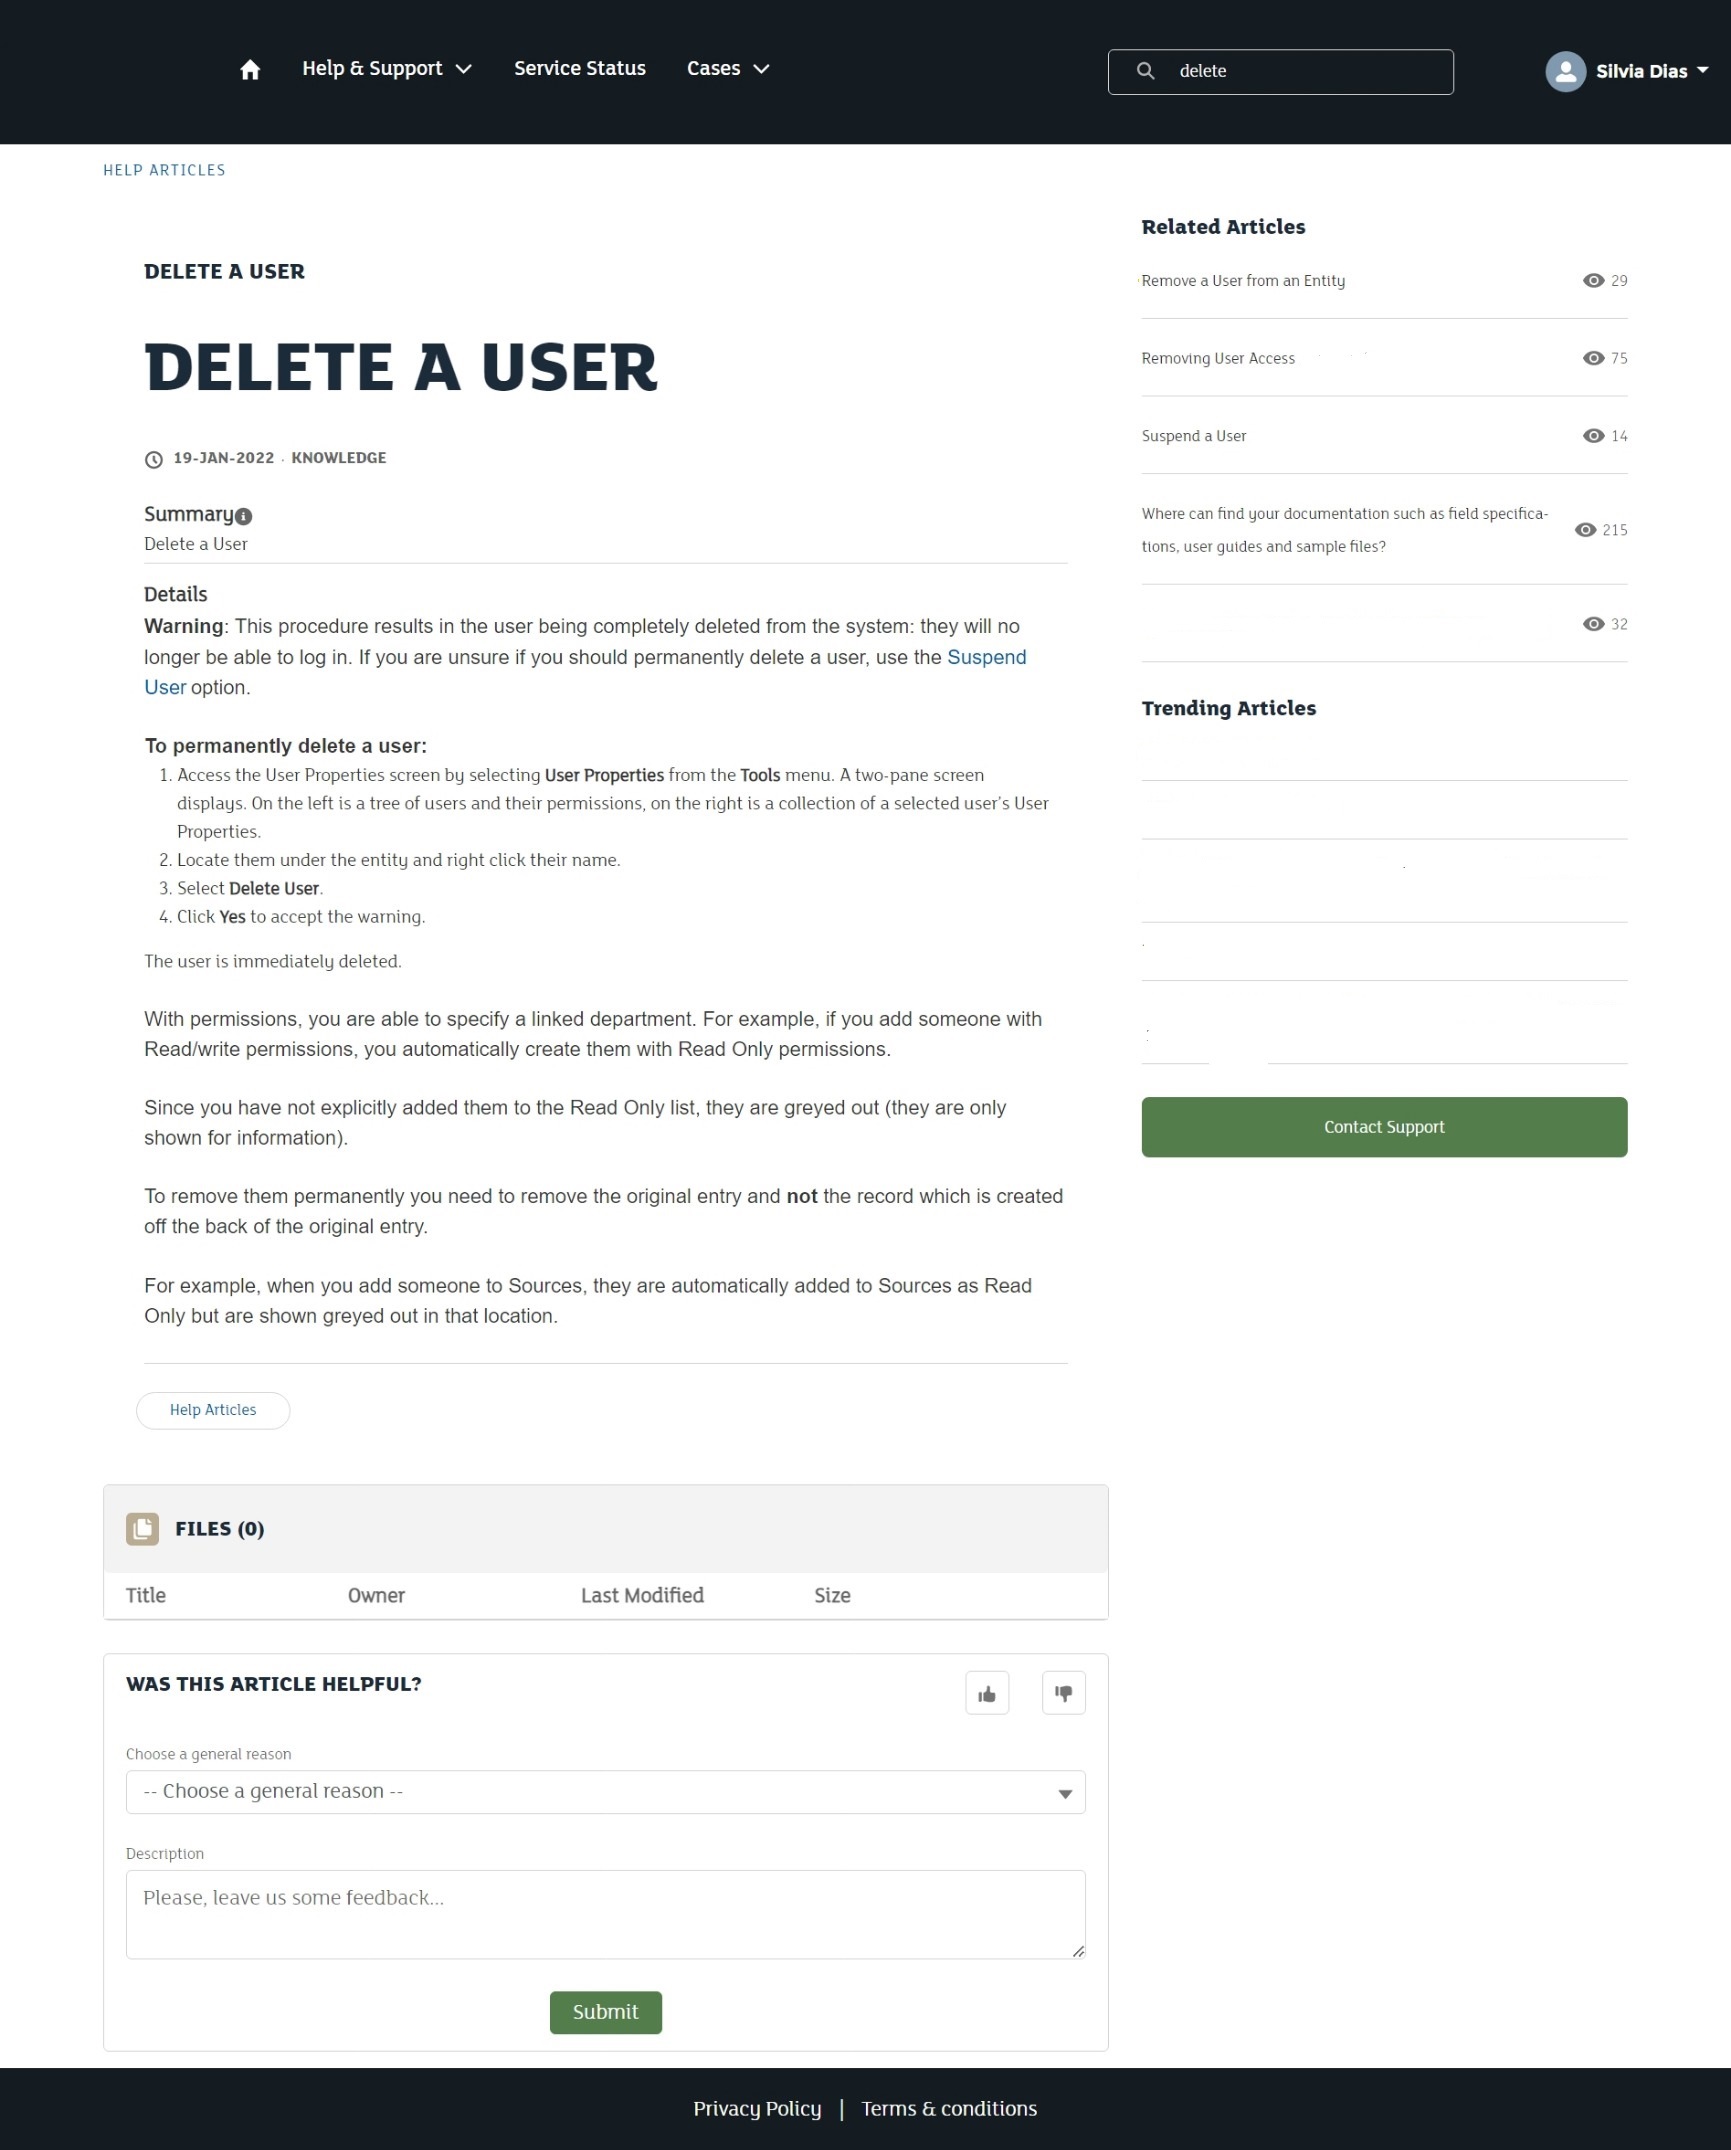 Help & Support
Service Status
Cases
delete
Silvia Dias
HELP ARTICLES
DELETE A USER
DELETE A USER
19-JAN-2022 · KNOWLEDGE
Summary
Delete a User
Details
Warning: This procedure results in the user being completely deleted from the system: they will no
longer be able to log in. If you are unsure if you should permanently delete a user, use the Suspend
User option.
To permanently delete a user:
1. Access the User Properties screen by selecting User Properties from the Tools menu. A two-pane screen
displays. On the left is a tree of users and their permissions, on the right is a collection of a selected user's User
Properties.
2. Locate them under the entity and right click their name.
3. Select Delete User.
4. Click Yes to accept the warning.
The user is immediately deleted.
With permissions, you are able to specify a linked department. For example, if you add someone with
Read/write permissions, you automatically create them with Read Only permissions.
Since you have not explicitly added them to the Read Only list, they are greyed out (they are only
shown for information).
To remove them permanently you need to remove the original entry and not the record which is created
off the back of the original entry.
For example, when you add someone to Sources, they are automatically added to Sources as Read
Only but are shown greyed out in that location.
Help Articles
FILES (0)
Title Owner Last Modified Size
WAS THIS ARTICLE HELPFUL?
Choose a general reason
-- Choose a general reason --
Description
Please, leave us some feedback...
Submit
Related Articles
Remove a User from an Entity 29
Removing User Access 75
Suspend a User 14
Where can find your documentation such as field specifica-
tions, user guides and sample files? 215
32
Trending Articles
Contact Support
Privacy Policy | Terms & conditions